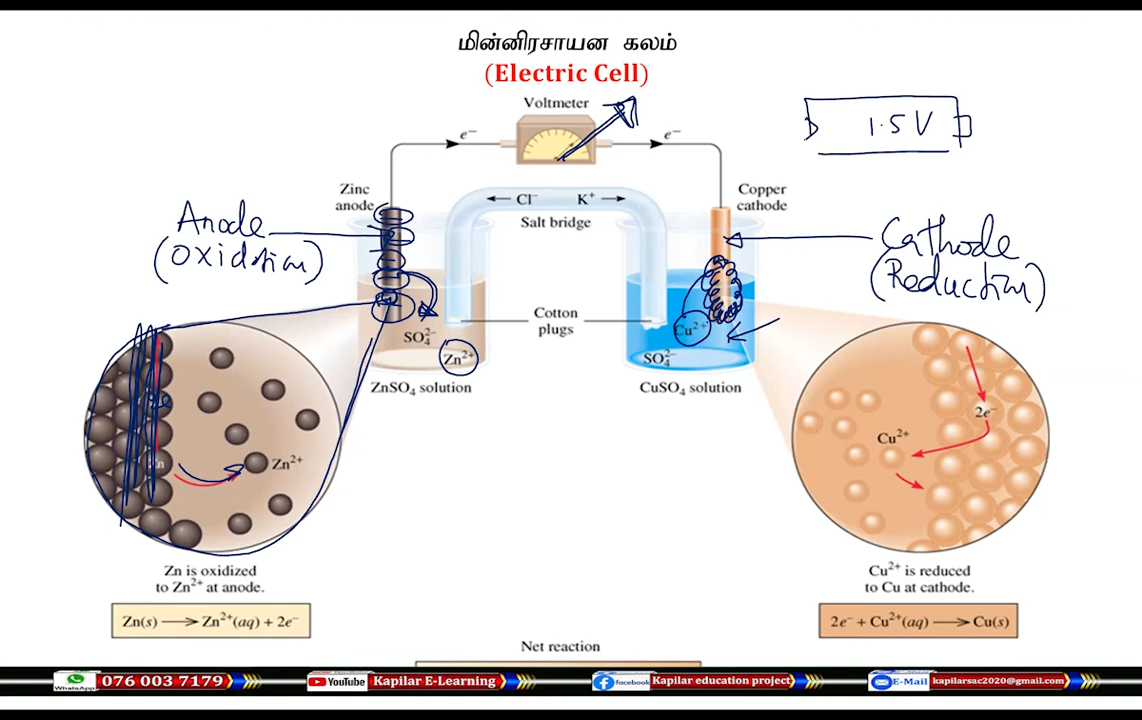 மின்னிரசாயன கலம்
(Electric Cell)
Voltmeter
1.5 V
e⁻
e⁻
Zinc
anode
Cl⁻
K⁺
Copper
cathode
Salt bridge
Anode
(Oxidation)
Cathode
(Reduction)
Cotton
plugs
SO₄²⁻
Zn²⁺
Cu²⁺
SO₄²⁻
ZnSO₄ solution
CuSO₄ solution
2e⁻
Cu²⁺
Zn
Zn²⁺
Zn is oxidized
to Zn²⁺ at anode.
Cu²⁺ is reduced
to Cu at cathode.
Zn(s) ⟶ Zn²⁺(aq) + 2e⁻
2e⁻ + Cu²⁺(aq) ⟶ Cu(s)
Net reaction
WhatsApp 076 003 7179 YouTube Kapilar E-Learning facebook Kapilar education project E-Mail kapilarsac2020@gmail.com